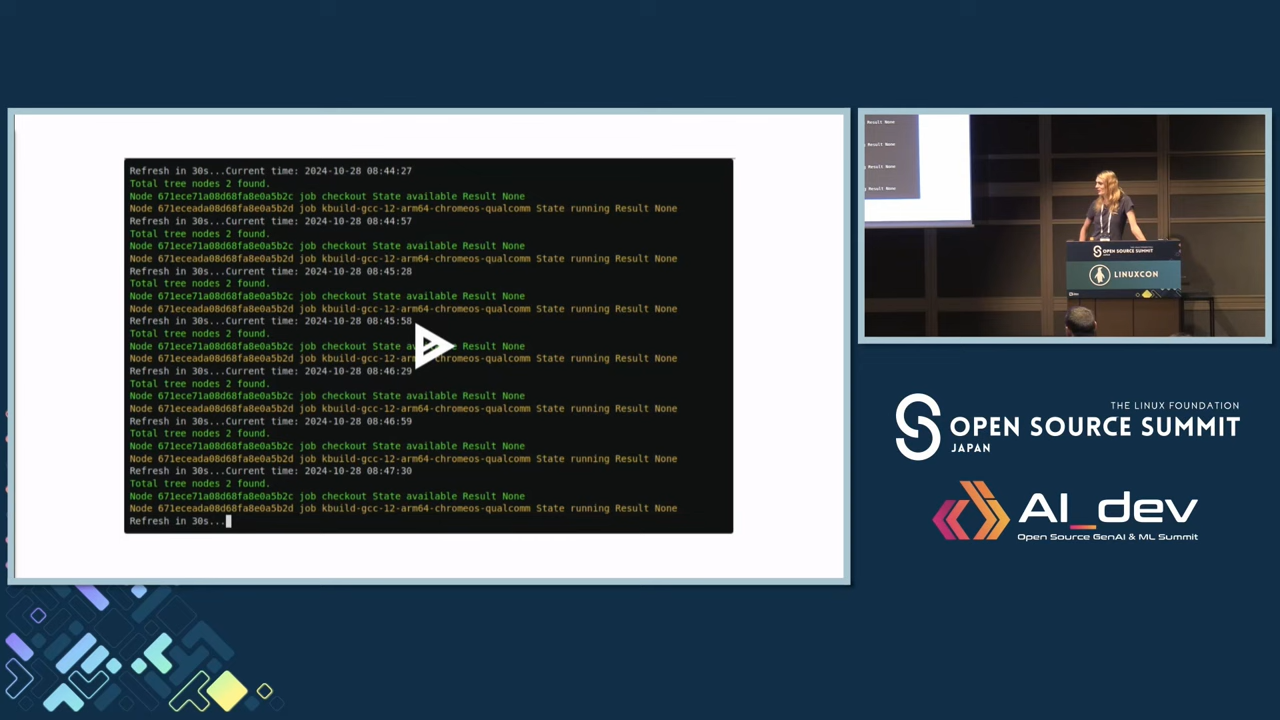 Refresh in 30s...Current time: 2024-10-28 08:44:27
Total tree nodes 2 found.
Node 671ece71a08d68fa8e0a5b2c job checkout State available Result None
Node 671eceada08d68fa8e0a5b2d job kbuild-gcc-12-arm64-chromeos-qualcomm State running Result None
Refresh in 30s...Current time: 2024-10-28 08:44:57
Total tree nodes 2 found.
Node 671ece71a08d68fa8e0a5b2c job checkout State available Result None
Node 671eceada08d68fa8e0a5b2d job kbuild-gcc-12-arm64-chromeos-qualcomm State running Result None
Refresh in 30s...Current time: 2024-10-28 08:45:28
Total tree nodes 2 found.
Node 671ece71a08d68fa8e0a5b2c job checkout State available Result None
Node 671eceada08d68fa8e0a5b2d job kbuild-gcc-12-arm64-chromeos-qualcomm State running Result None
Refresh in 30s...Current time: 2024-10-28 08:45:58
Total tree nodes 2 found.
Node 671ece71a08d68fa8e0a5b2c job checkout State Result None
Node 671eceada08d68fa8e0a5b2d job kbuild-gcc-12-arm64-chromeos-qualcomm State running Result None
Refresh in 30s...Current time: 2024-10-28 08:46:29
Total tree nodes 2 found.
Node 671ece71a08d68fa8e0a5b2c job checkout State available Result None
Node 671eceada08d68fa8e0a5b2d job kbuild-gcc-12-arm64-chromeos-qualcomm State running Result None
Refresh in 30s...Current time: 2024-10-28 08:46:59
Total tree nodes 2 found.
Node 671ece71a08d68fa8e0a5b2c job checkout State available Result None
Node 671eceada08d68fa8e0a5b2d job kbuild-gcc-12-arm64-chromeos-qualcomm State running Result None
Refresh in 30s...Current time: 2024-10-28 08:47:30
Total tree nodes 2 found.
Node 671ece71a08d68fa8e0a5b2c job checkout State available Result None
Node 671eceada08d68fa8e0a5b2d job kbuild-gcc-12-arm64-chromeos-qualcomm State running Result None
Refresh in 30s...
Result None
Result None
Result None
Result None
OPEN SOURCE SUMMIT
LINUXCON
THE LINUX FOUNDATION
OPEN SOURCE SUMMIT
JAPAN
AI_dev
Open Source GenAI & ML Summit